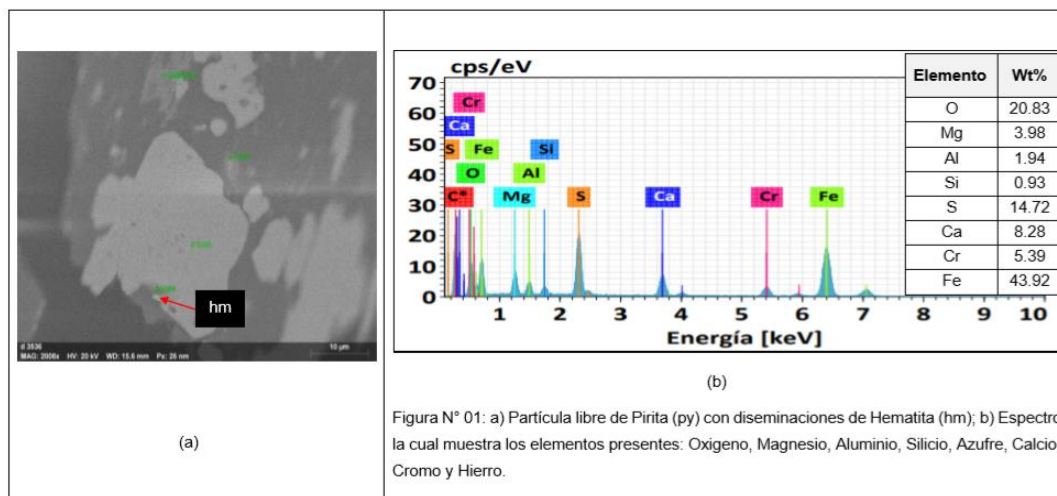 hm
d 3536
MAG: 2000x HV: 20 kV WD: 15.6 mm Px: 26 nm
10 µm
(a)
cps/eV
70
60
50
40
30
20
10
0
Cr
Ca
S Fe Si
O Al
C* Mg S Ca Cr Fe
1 2 3 4 5 6 7 8 9 10
Energía [keV]
Elemento Wt%
O 20.83
Mg 3.98
Al 1.94
Si 0.93
S 14.72
Ca 8.28
Cr 5.39
Fe 43.92
(b)
Figura N° 01: a) Partícula libre de Pirita (py) con diseminaciones de Hematita (hm); b) Espectro
la cual muestra los elementos presentes: Oxigeno, Magnesio, Aluminio, Silicio, Azufre, Calcio
Cromo y Hierro.